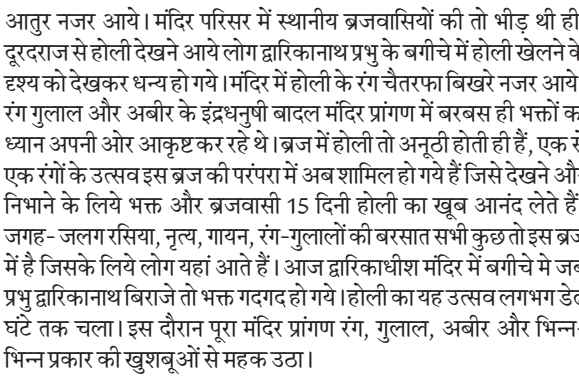 आतुर नजर आये। मंदिर परिसर में स्थानीय ब्रजवासियों की तो भीड़ थी ही
दूरदराज से होली देखने आये लोग द्वारिकानाथ प्रभु के बगीचे में होली खेलने के
दृश्य को देखकर धन्य हो गये। मंदिर में होली के रंग चैतरफा बिखरे नजर आये
रंग गुलाल और अबीर के इंद्रधनुषी बादल मंदिर प्रांगण में बरबस ही भक्तों का
ध्यान अपनी ओर आकृष्ट कर रहे थे। ब्रज में होली तो अनूठी होती ही हैं, एक से
एक रंगों के उत्सव इस ब्रज की परंपरा में अब शामिल हो गये हैं जिसे देखने और
निभाने के लिये भक्त और ब्रजवासी 15 दिनी होली का खूब आनंद लेते हैं
जगह- जलग रसिया, नृत्य, गायन, रंग-गुलालों की बरसात सभी कुछ तो इस ब्रज
में है जिसके लिये लोग यहां आते हैं। आज द्वारिकाधीश मंदिर में बगीचे मे जब
प्रभु द्वारिकानाथ बिराजे तो भक्त गदगद हो गये। होली का यह उत्सव लगभग डेढ
घंटे तक चला। इस दौरान पूरा मंदिर प्रांगण रंग, गुलाल, अबीर और भिन्न-
भिन्न प्रकार की खुशबूओं से महक उठा।